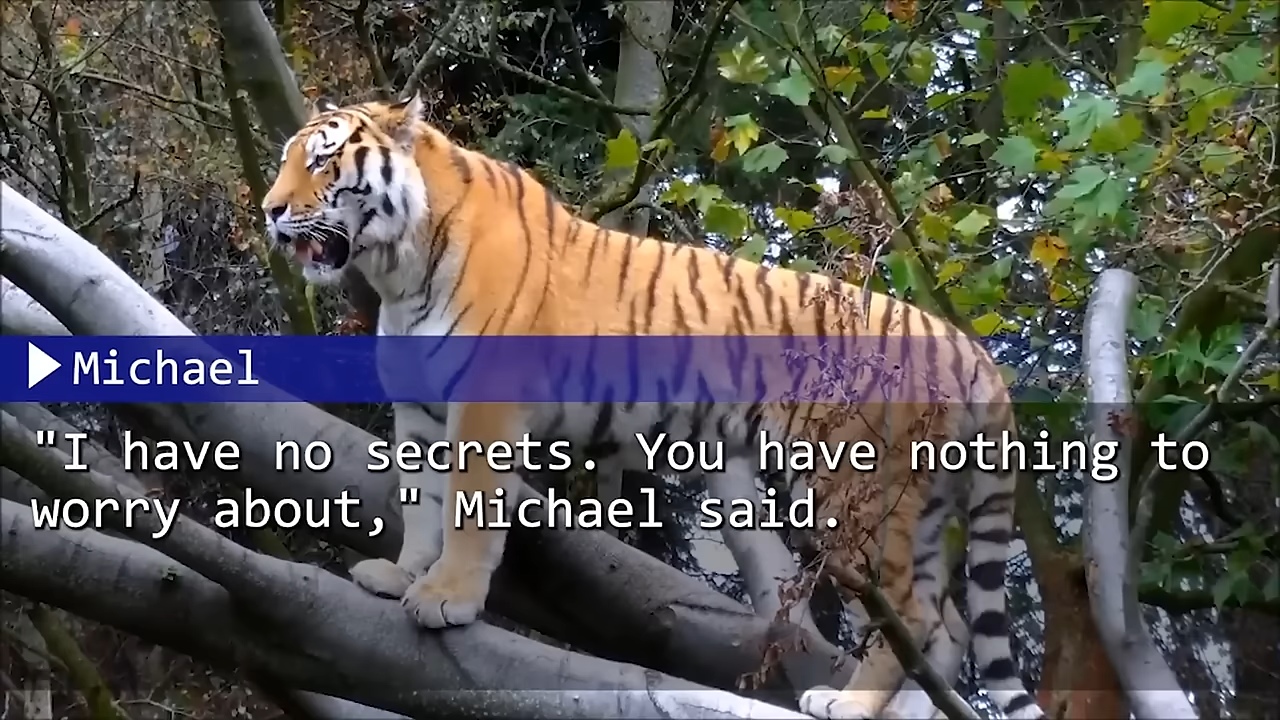 Michael
"I have no secrets. You have nothing to
worry about," Michael said.